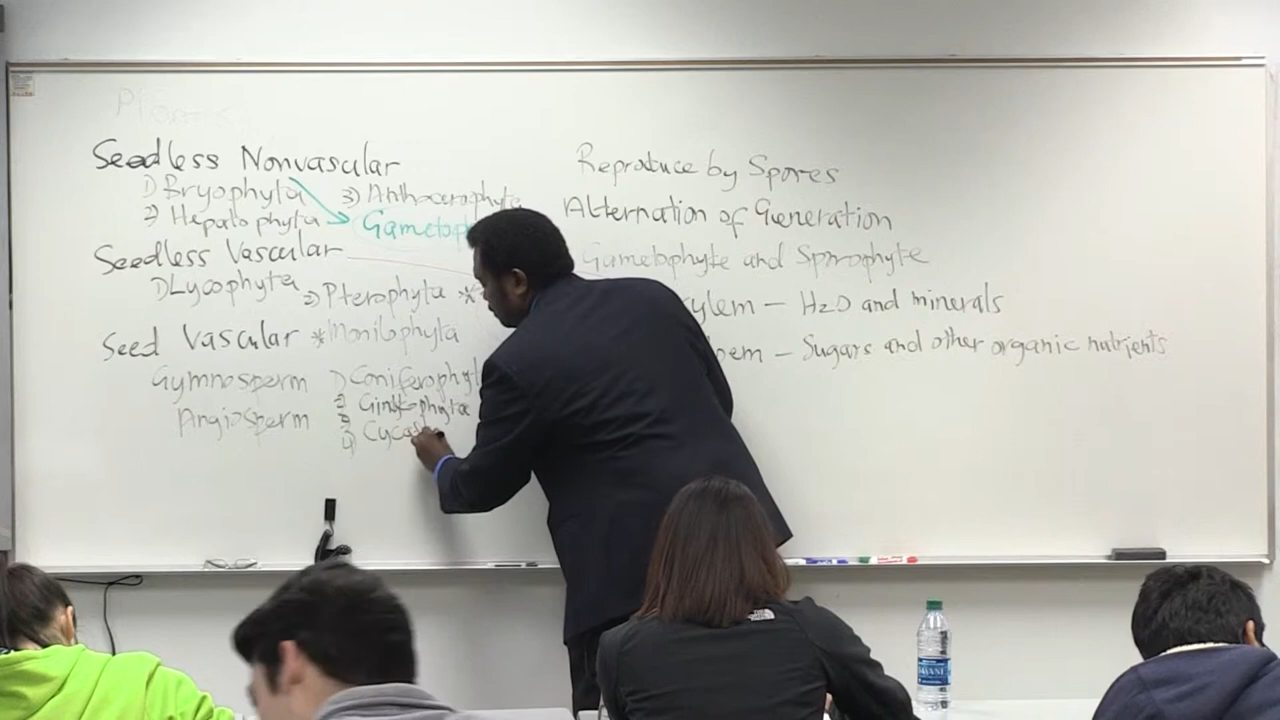 Seedless Nonvascular
1) Bryophyta 3) Anthocerophyta
2) Hepatophyta → Gametop
Seedless Vascular
1) Lycophyta 2) Pterophyta *
Seed Vascular *Monilophyta
Gymnosperm 1) Coniferophyt
2) Ginkgophyta
Angiosperm 3
4) Cyca
Reproduce by Spores
Alternation of Generation
Gametophyte and Sporophyte
ylem - H2O and minerals
oem - Sugars and other organic nutrients